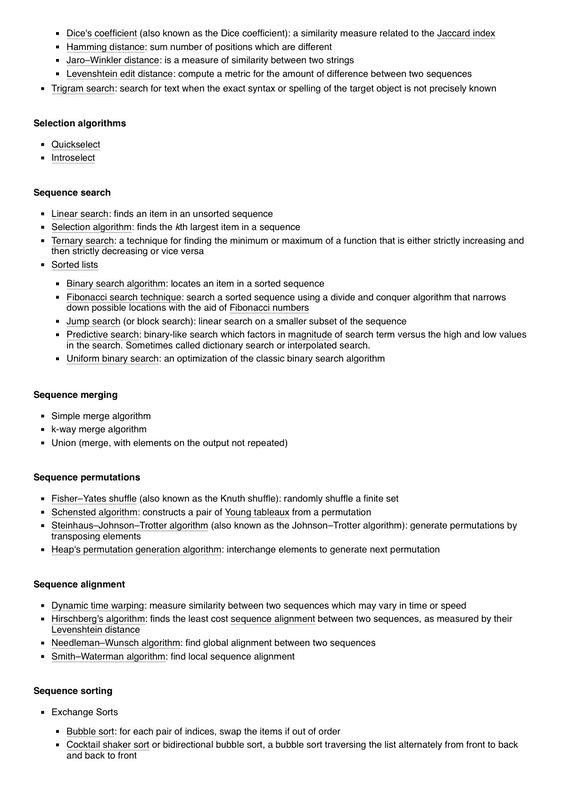 Dice's coefficient (also known as the Dice coefficient): a similarity measure related to the Jaccard index
Hamming distance: sum number of positions which are different
Jaro–Winkler distance: is a measure of similarity between two strings
Levenshtein edit distance: compute a metric for the amount of difference between two sequences
Trigram search: search for text when the exact syntax or spelling of the target object is not precisely known
Selection algorithms
Quickselect
Introselect
Sequence search
Linear search: finds an item in an unsorted sequence
Selection algorithm: finds the kth largest item in a sequence
Ternary search: a technique for finding the minimum or maximum of a function that is either strictly increasing and
then strictly decreasing or vice versa
Sorted lists
Binary search algorithm: locates an item in a sorted sequence
Fibonacci search technique: search a sorted sequence using a divide and conquer algorithm that narrows
down possible locations with the aid of Fibonacci numbers
Jump search (or block search): linear search on a smaller subset of the sequence
Predictive search: binary-like search which factors in magnitude of search term versus the high and low values
in the search. Sometimes called dictionary search or interpolated search.
Uniform binary search: an optimization of the classic binary search algorithm
Sequence merging
Simple merge algorithm
k-way merge algorithm
Union (merge, with elements on the output not repeated)
Sequence permutations
Fisher–Yates shuffle (also known as the Knuth shuffle): randomly shuffle a finite set
Schensted algorithm: constructs a pair of Young tableaux from a permutation
Steinhaus–Johnson–Trotter algorithm (also known as the Johnson–Trotter algorithm): generate permutations by
transposing elements
Heap's permutation generation algorithm: interchange elements to generate next permutation
Sequence alignment
Dynamic time warping: measure similarity between two sequences which may vary in time or speed
Hirschberg's algorithm: finds the least cost sequence alignment between two sequences, as measured by their
Levenshtein distance
Needleman–Wunsch algorithm: find global alignment between two sequences
Smith–Waterman algorithm: find local sequence alignment
Sequence sorting
Exchange Sorts
Bubble sort: for each pair of indices, swap the items if out of order
Cocktail shaker sort or bidirectional bubble sort, a bubble sort traversing the list alternately from front to back
and back to front